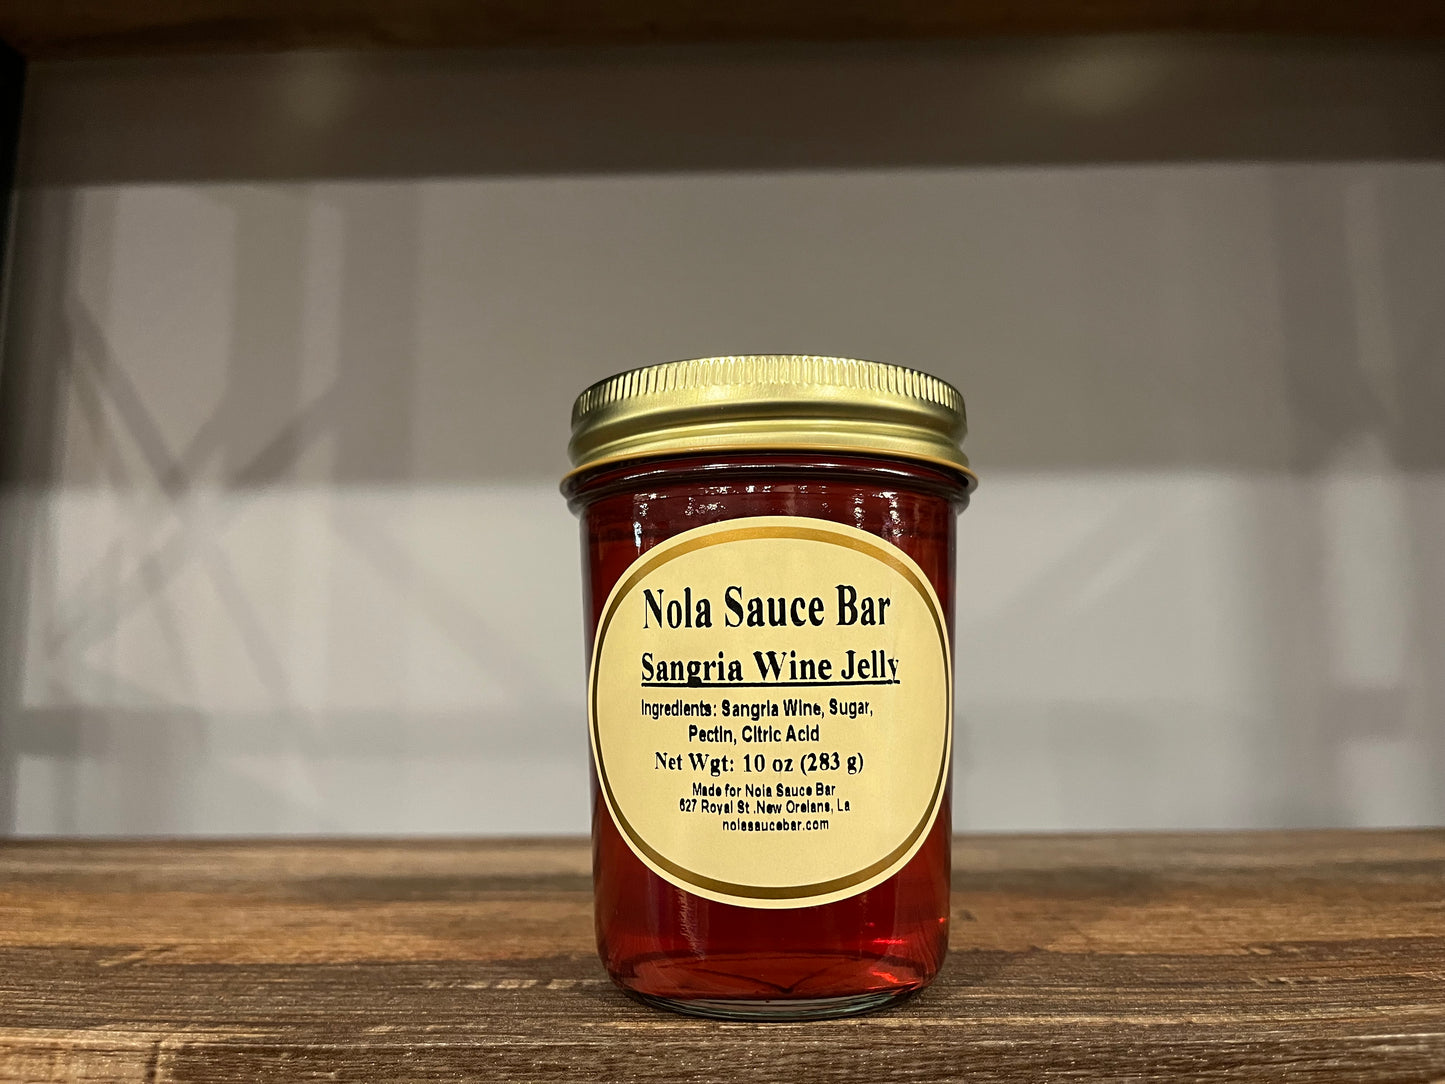 Nola Sauce Bar
Sangria Wine Jelly
Ingredients: Sangria Wine, Sugar,
Pectin, Citric Acid
Net Wgt: 10 oz (283 g)
Made for Nola Sauce Bar
627 Royal St .New Orelans, La
nolasaucebar.com